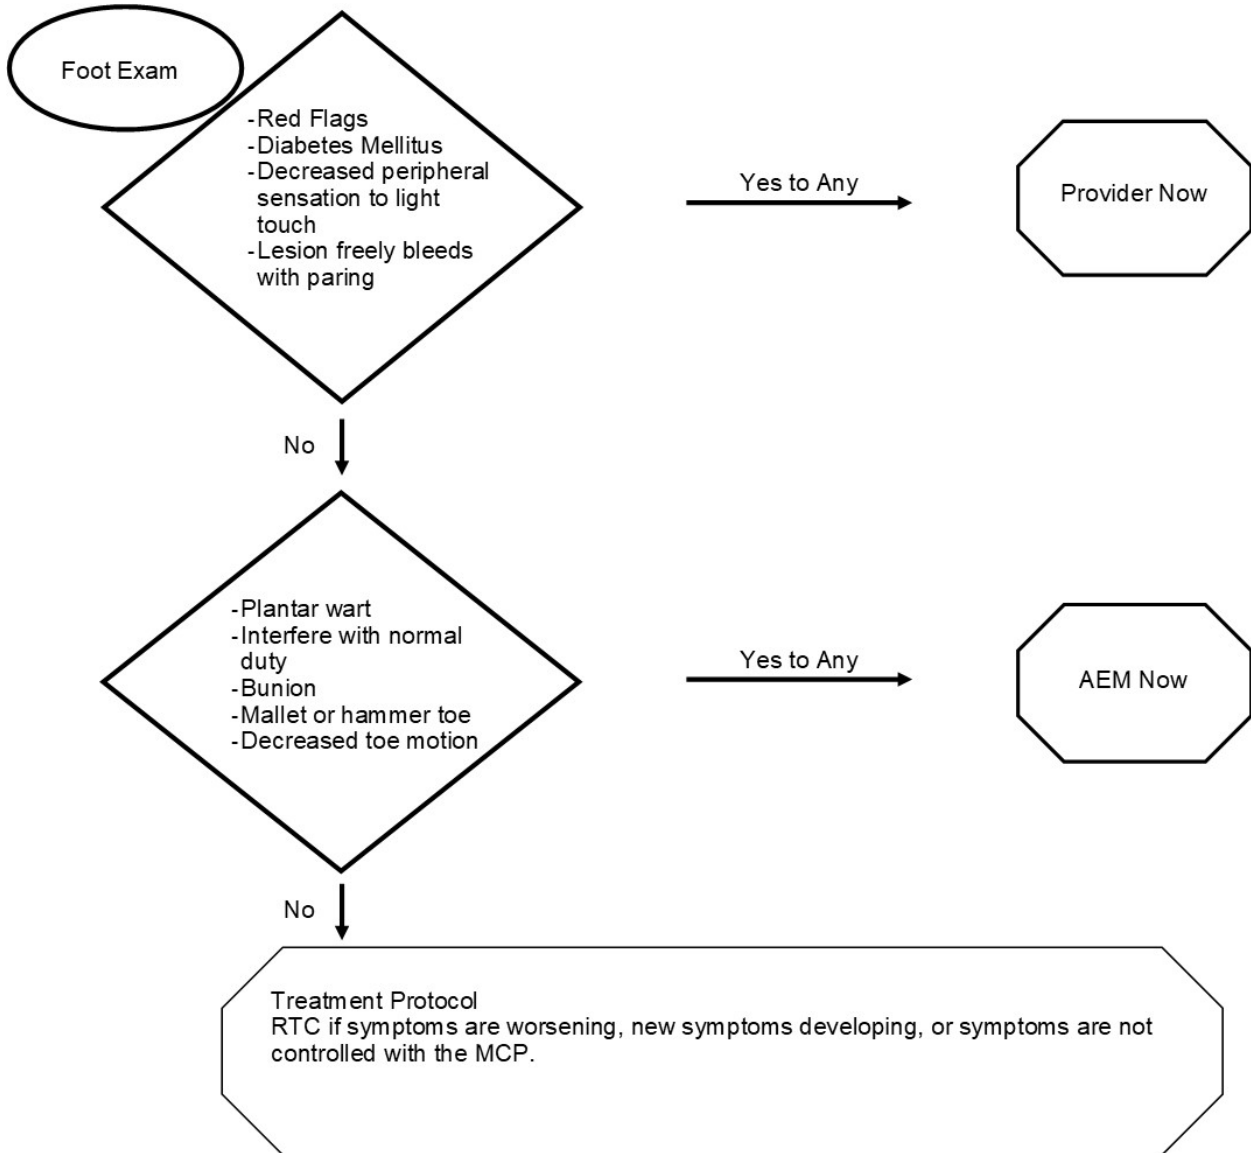 Foot Exam
-Red Flags
-Diabetes Mellitus
-Decreased peripheral
sensation to light
touch
-Lesion freely bleeds
with paring
Yes to Any
Provider Now
No
-Plantar wart
-Interfere with normal
duty
-Bunion
-Mallet or hammer toe
-Decreased toe motion
Yes to Any
AEM Now
No
Treatment Protocol
RTC if symptoms are worsening, new symptoms developing, or symptoms are not
controlled with the MCP.